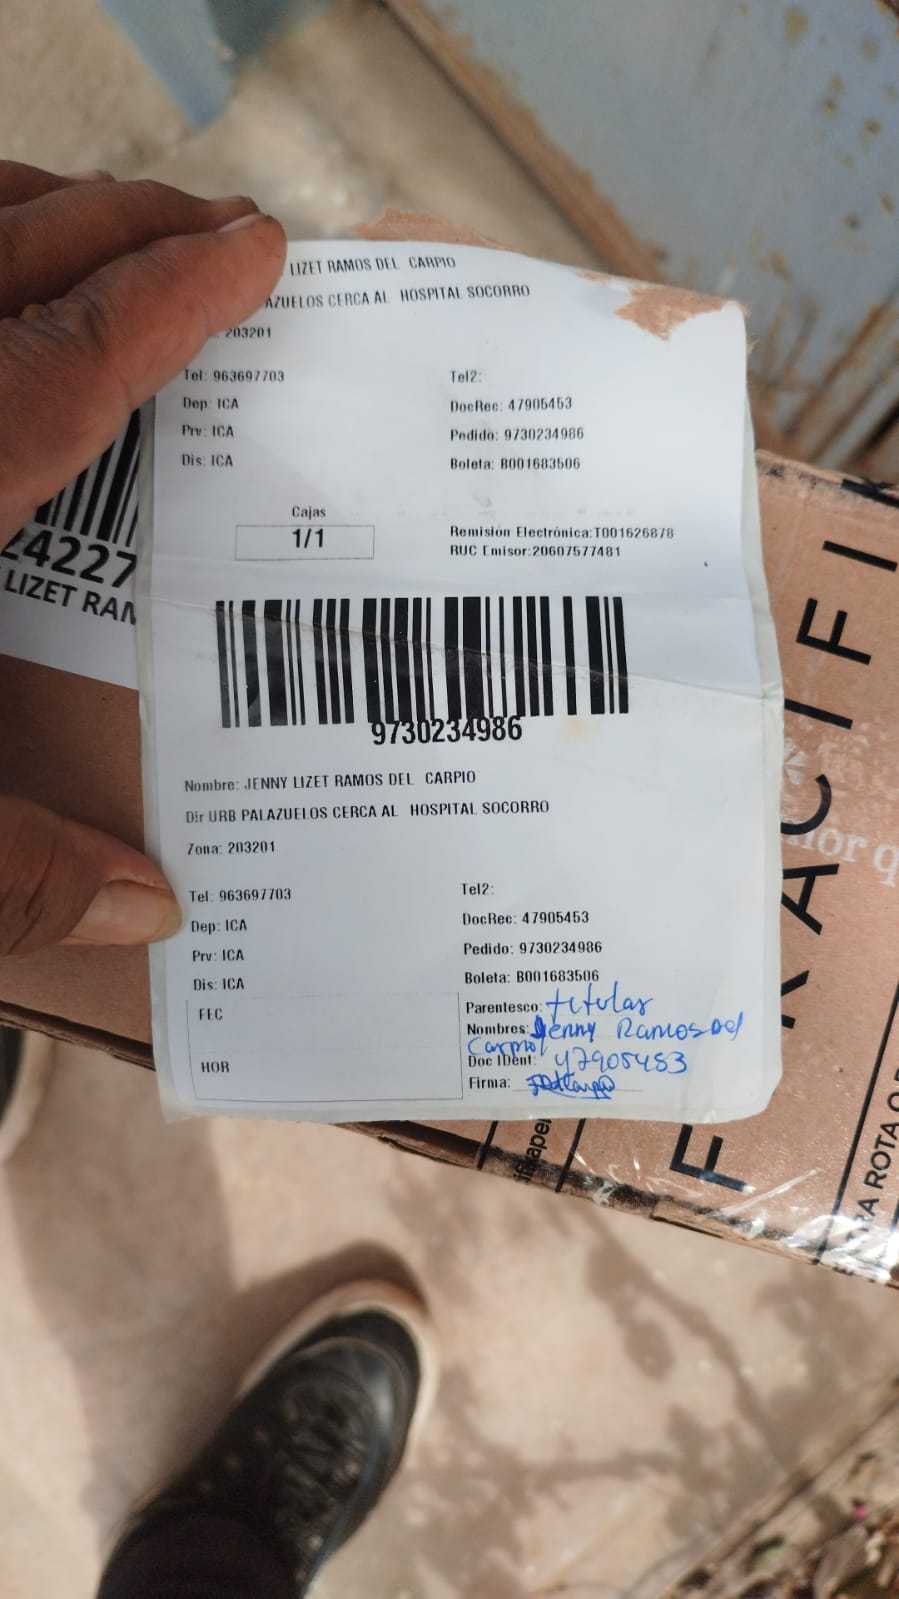 LIZET RAMOS DEL CARPIO
PALAZUELOS CERCA AL HOSPITAL SOCORRO
203201
Tel: 963697703 Tel2:
Dep: ICA DocRec: 47905453
Prv: ICA Pedido: 9730234986
Dis: ICA Boleta: B001683506
Cajas
1/1
Remisión Electrónica:T001626878
RUC Emisor:20607577481
9730234986
Nombre: JENNY LIZET RAMOS DEL CARPIO
Dir URB PALAZUELOS CERCA AL HOSPITAL SOCORRO
Zona: 203201
Tel: 963697703 Tel2:
Dep: ICA DocRec: 47905453
Prv: ICA Pedido: 9730234986
Dis: ICA Boleta: B001683506
FEC
HOR
Parentesco: titular
Nombres: Jenny Ramos Del
Carpio
Doc IDent: 47905453
Firma:
24227
LIZET RAM
FRACIFI
RA ROTA O